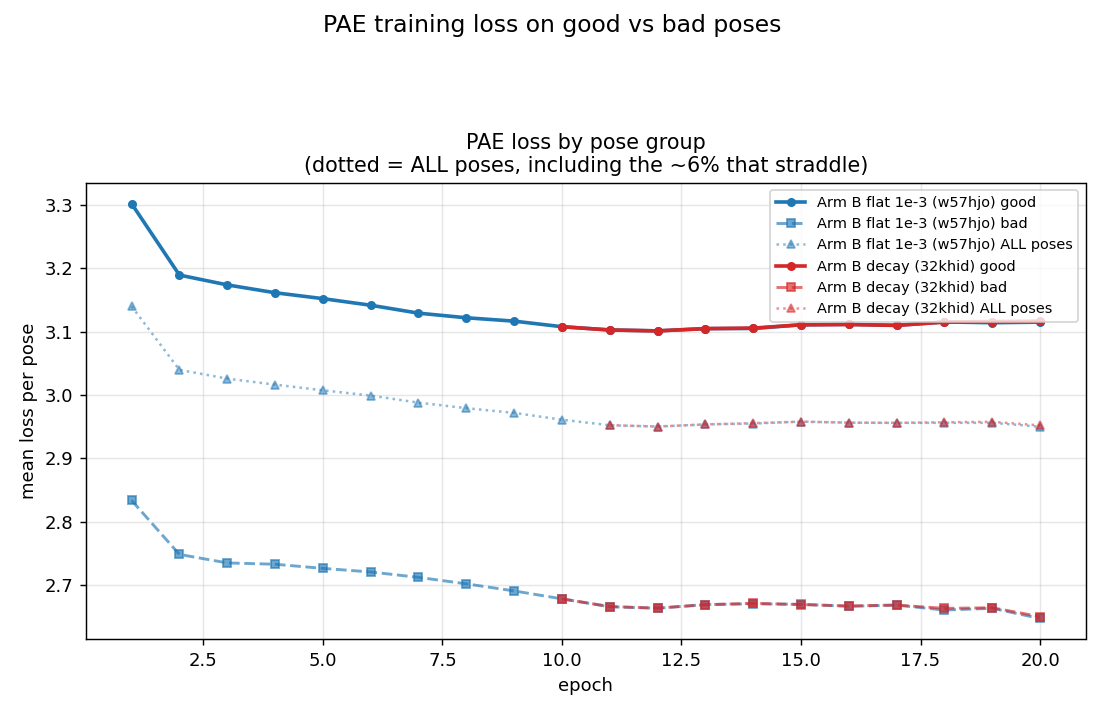 PAE training loss on good vs bad poses
PAE loss by pose group
(dotted = ALL poses, including the ~6% that straddle)
Arm B flat 1e-3 (w57hjo) good
Arm B flat 1e-3 (w57hjo) bad
Arm B flat 1e-3 (w57hjo) ALL poses
Arm B decay (32khid) good
Arm B decay (32khid) bad
Arm B decay (32khid) ALL poses
mean loss per pose
3.3
3.2
3.1
3.0
2.9
2.8
2.7
2.5
5.0
7.5
10.0
12.5
15.0
17.5
20.0
epoch